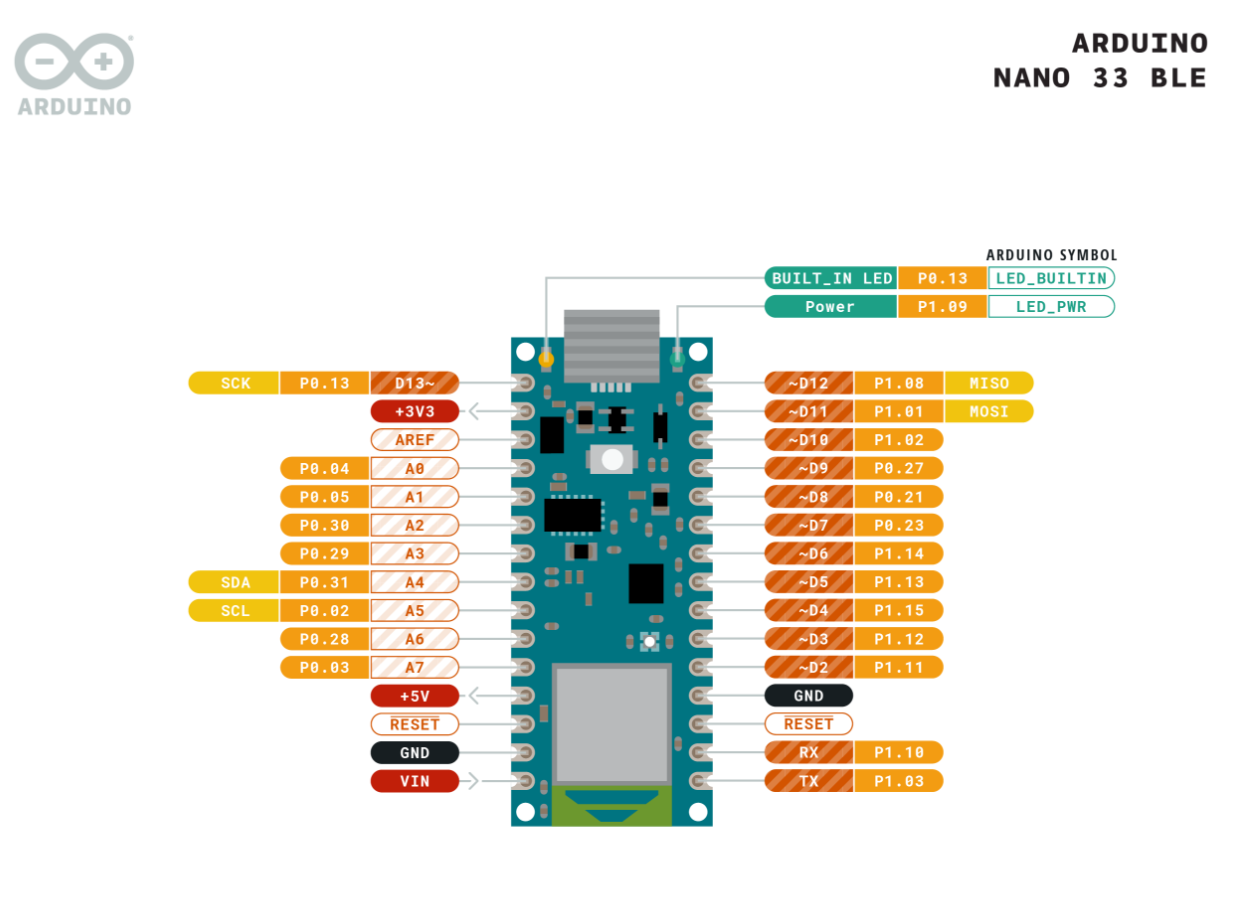 ARDUINO
ARDUINO
NANO 33 BLE
ARDUINO SYMBOL
BUILT_IN LED P0.13 LED_BUILTIN
Power P1.09 LED_PWR
SCK P0.13 D13~ ~D12 P1.08 MISO
+3V3 ~D11 P1.01 MOSI
AREF ~D10 P1.02
P0.04 A0 ~D9 P0.27
P0.05 A1 ~D8 P0.21
P0.30 A2 ~D7 P0.23
P0.29 A3 ~D6 P1.14
SDA P0.31 A4 ~D5 P1.13
SCL P0.02 A5 ~D4 P1.15
P0.28 A6 ~D3 P1.12
P0.03 A7 ~D2 P1.11
+5V GND
RESET RESET
GND RX P1.10
VIN TX P1.03